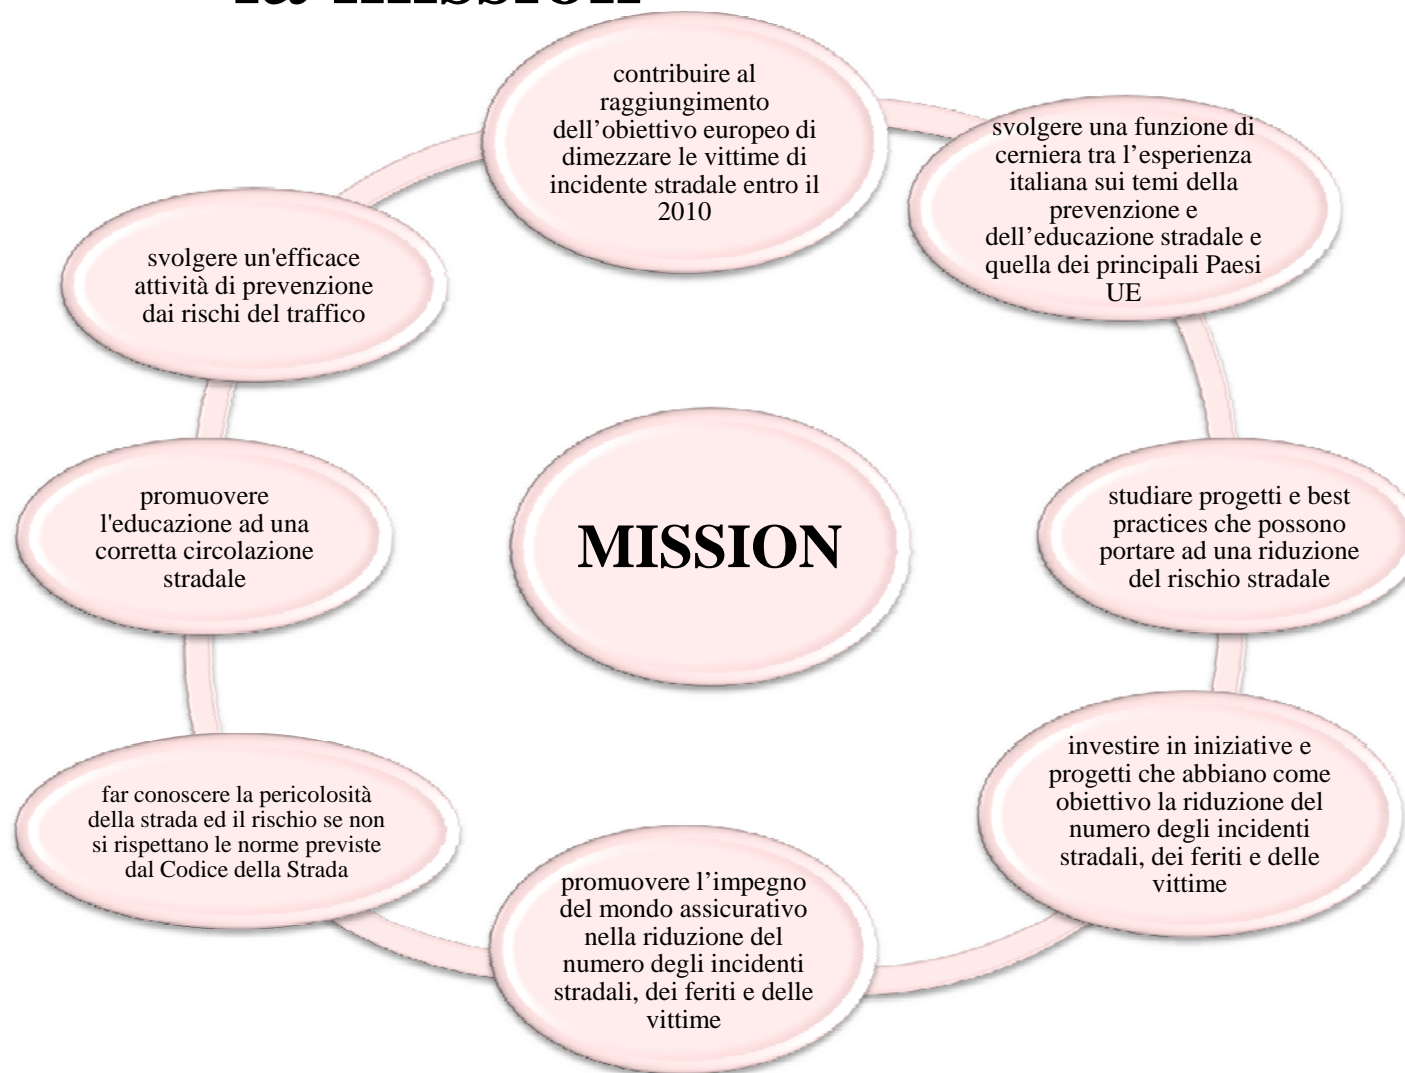 la mission
contribuire al
raggiungimento
dell’obiettivo europeo di
dimezzare le vittime di
incidente stradale entro il
2010
svolgere una funzione di
cerniera tra l’esperienza
italiana sui temi della
prevenzione e
dell’educazione stradale e
quella dei principali Paesi
UE
studiare progetti e best
practices che possono
portare ad una riduzione
del rischio stradale
investire in iniziative e
progetti che abbiano come
obiettivo la riduzione del
numero degli incidenti
stradali, dei feriti e delle
vittime
promuovere l’impegno
del mondo assicurativo
nella riduzione del
numero degli incidenti
stradali, dei feriti e delle
vittime
far conoscere la pericolosità
della strada ed il rischio se non
si rispettano le norme previste
dal Codice della Strada
promuovere
l'educazione ad una
corretta circolazione
stradale
svolgere un'efficace
attività di prevenzione
dai rischi del traffico
MISSION